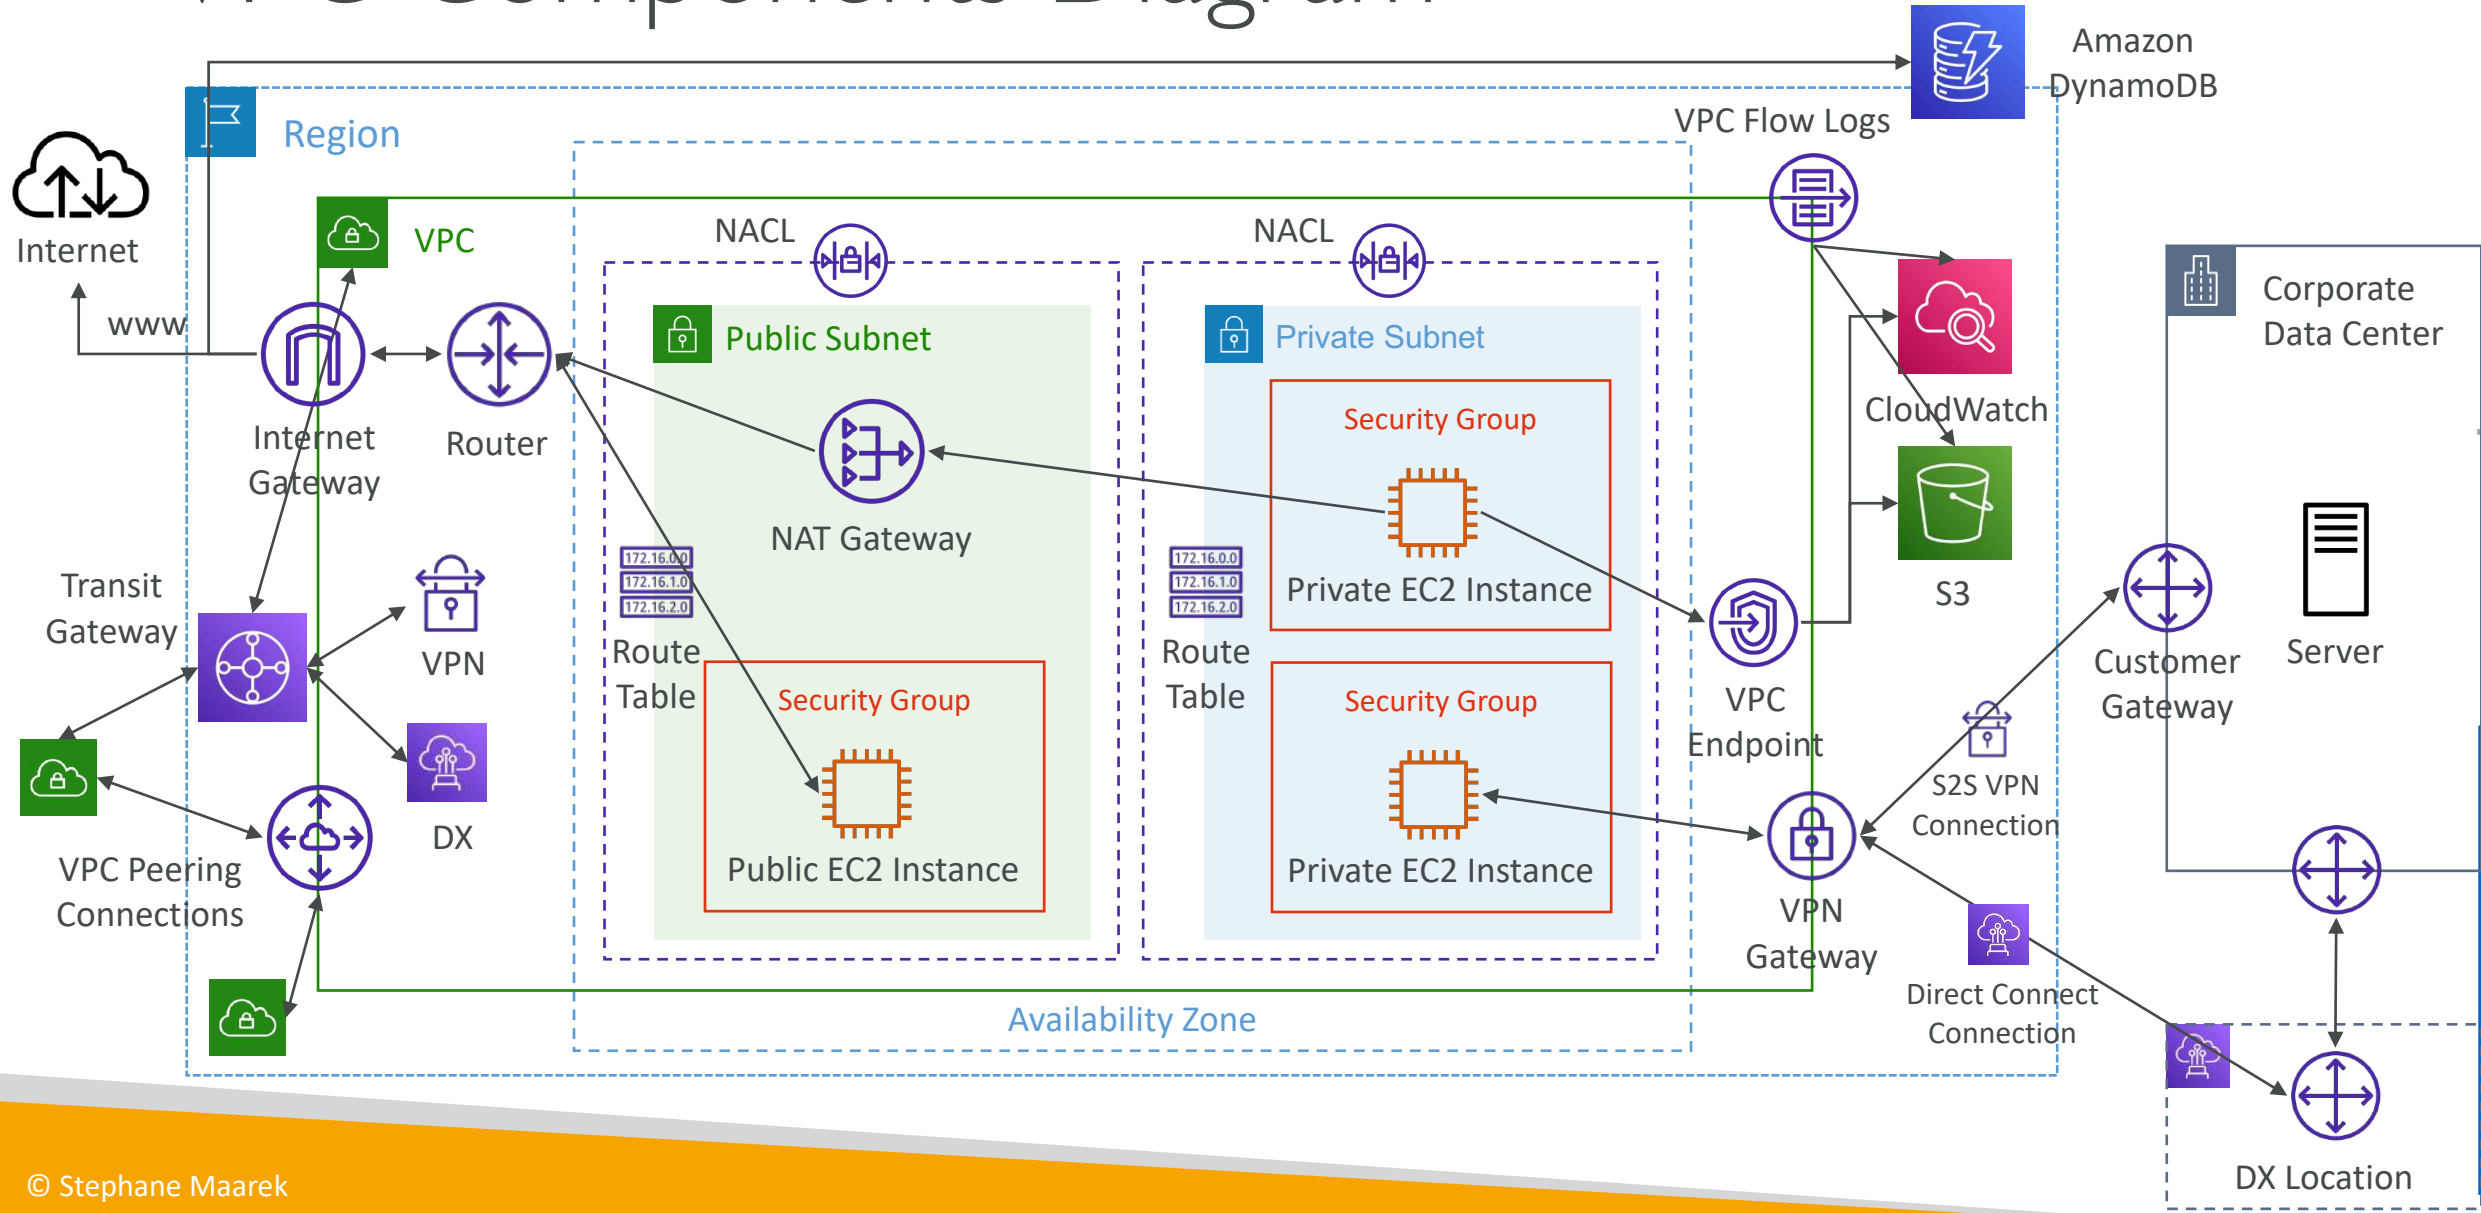 VPC Components Diagram
Amazon
DynamoDB
VPC Flow Logs
Region
Internet
www
VPC
NACL
NACL
Corporate
Data Center
Public Subnet
Private Subnet
Internet
Gateway
Router
Security Group
CloudWatch
NAT Gateway
Private EC2 Instance
S3
172.16.0.0
172.16.1.0
172.16.2.0
172.16.0.0
172.16.1.0
172.16.2.0
Transit
Gateway
VPN
Route
Table
Route
Table
Server
Customer
Gateway
Security Group
Security Group
VPC
Endpoint
S2S VPN
Connection
DX
VPC Peering
Connections
Public EC2 Instance
Private EC2 Instance
VPN
Gateway
Direct Connect
Connection
Availability Zone
DX Location
© Stephane Maarek